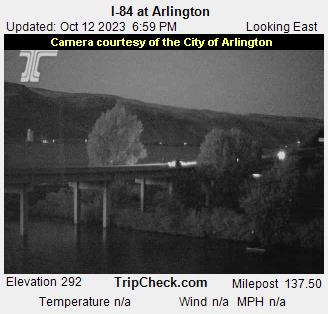 I-84 at Arlington
Updated: Oct 12 2023 6:59 PM Looking East
Camera courtesy of the City of Arlington
Elevation 292 TripCheck.com Milepost 137.50
Temperature n/a Wind n/a MPH n/a